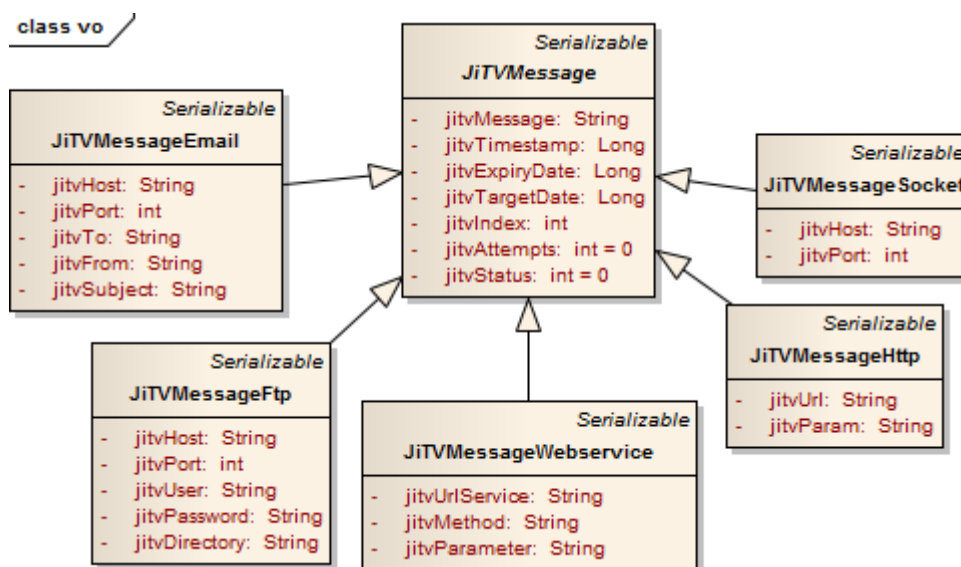 class vo
Serializable
JiTVMessage
- jitvMessage: String
- jitvTimestamp: Long
- jitvExpiryDate: Long
- jitvTargetDate: Long
- jitvIndex: int
- jitvAttempts: int = 0
- jitvStatus: int = 0
Serializable
JiTVMessageEmail
- jitvHost: String
- jitvPort: int
- jitvTo: String
- jitvFrom: String
- jitvSubject: String
Serializable
JiTVMessageSocket
- jitvHost: String
- jitvPort: int
Serializable
JiTVMessageFtp
- jitvHost: String
- jitvPort: int
- jitvUser: String
- jitvPassword: String
- jitvDirectory: String
Serializable
JiTVMessageWebservice
- jitvUrlService: String
- jitvMethod: String
- jitvParameter: String
Serializable
JiTVMessageHttp
- jitvUrl: String
- jitvParam: String